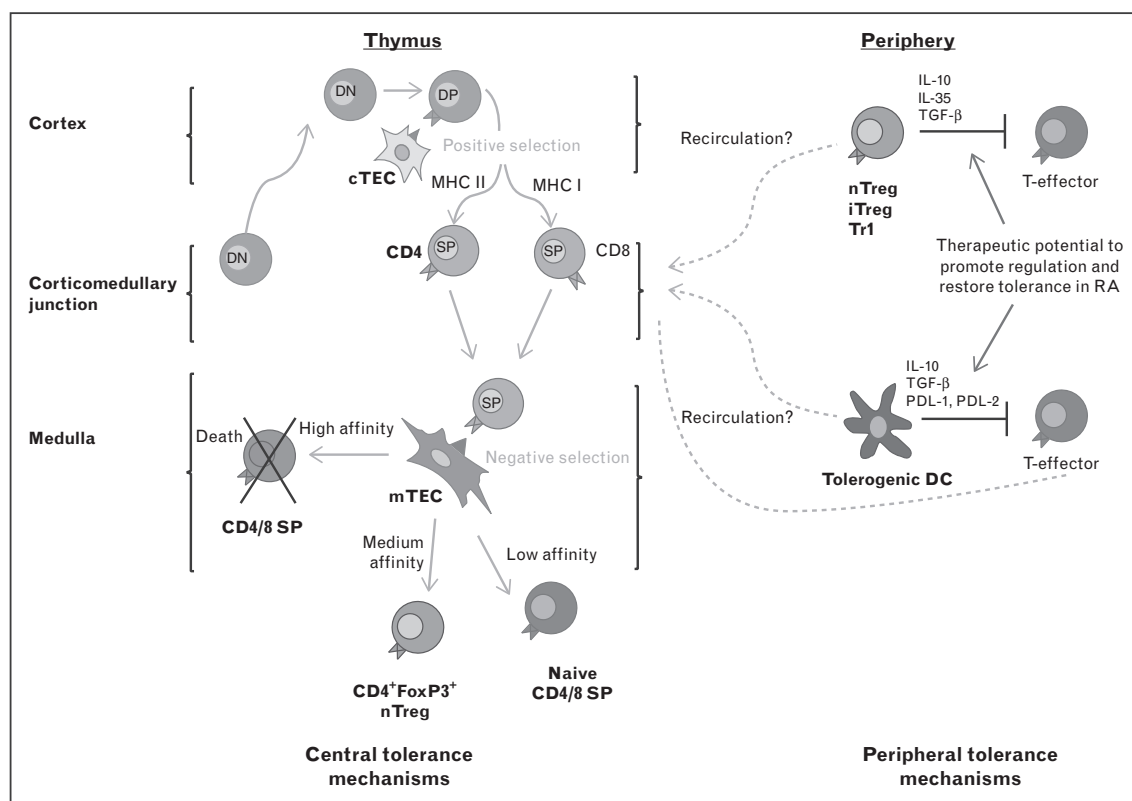 Thymus
Periphery
Cortex
DN
DP
Positive selection
cTEC
MHC II
MHC I
DN
CD4
SP
SP
CD8
Corticomedullary
junction
Medulla
SP
Death
High affinity
Negative selection
mTEC
CD4/8 SP
Medium
affinity
Low affinity
CD4⁺FoxP3⁺
nTreg
Naive
CD4/8 SP
Central tolerance
mechanisms
IL-10
IL-35
TGF-β
Recirculation?
T-effector
nTreg
iTreg
Tr1
Therapeutic potential to
promote regulation and
restore tolerance in RA
IL-10
TGF-β
PDL-1, PDL-2
Recirculation?
T-effector
Tolerogenic DC
Peripheral tolerance
mechanisms